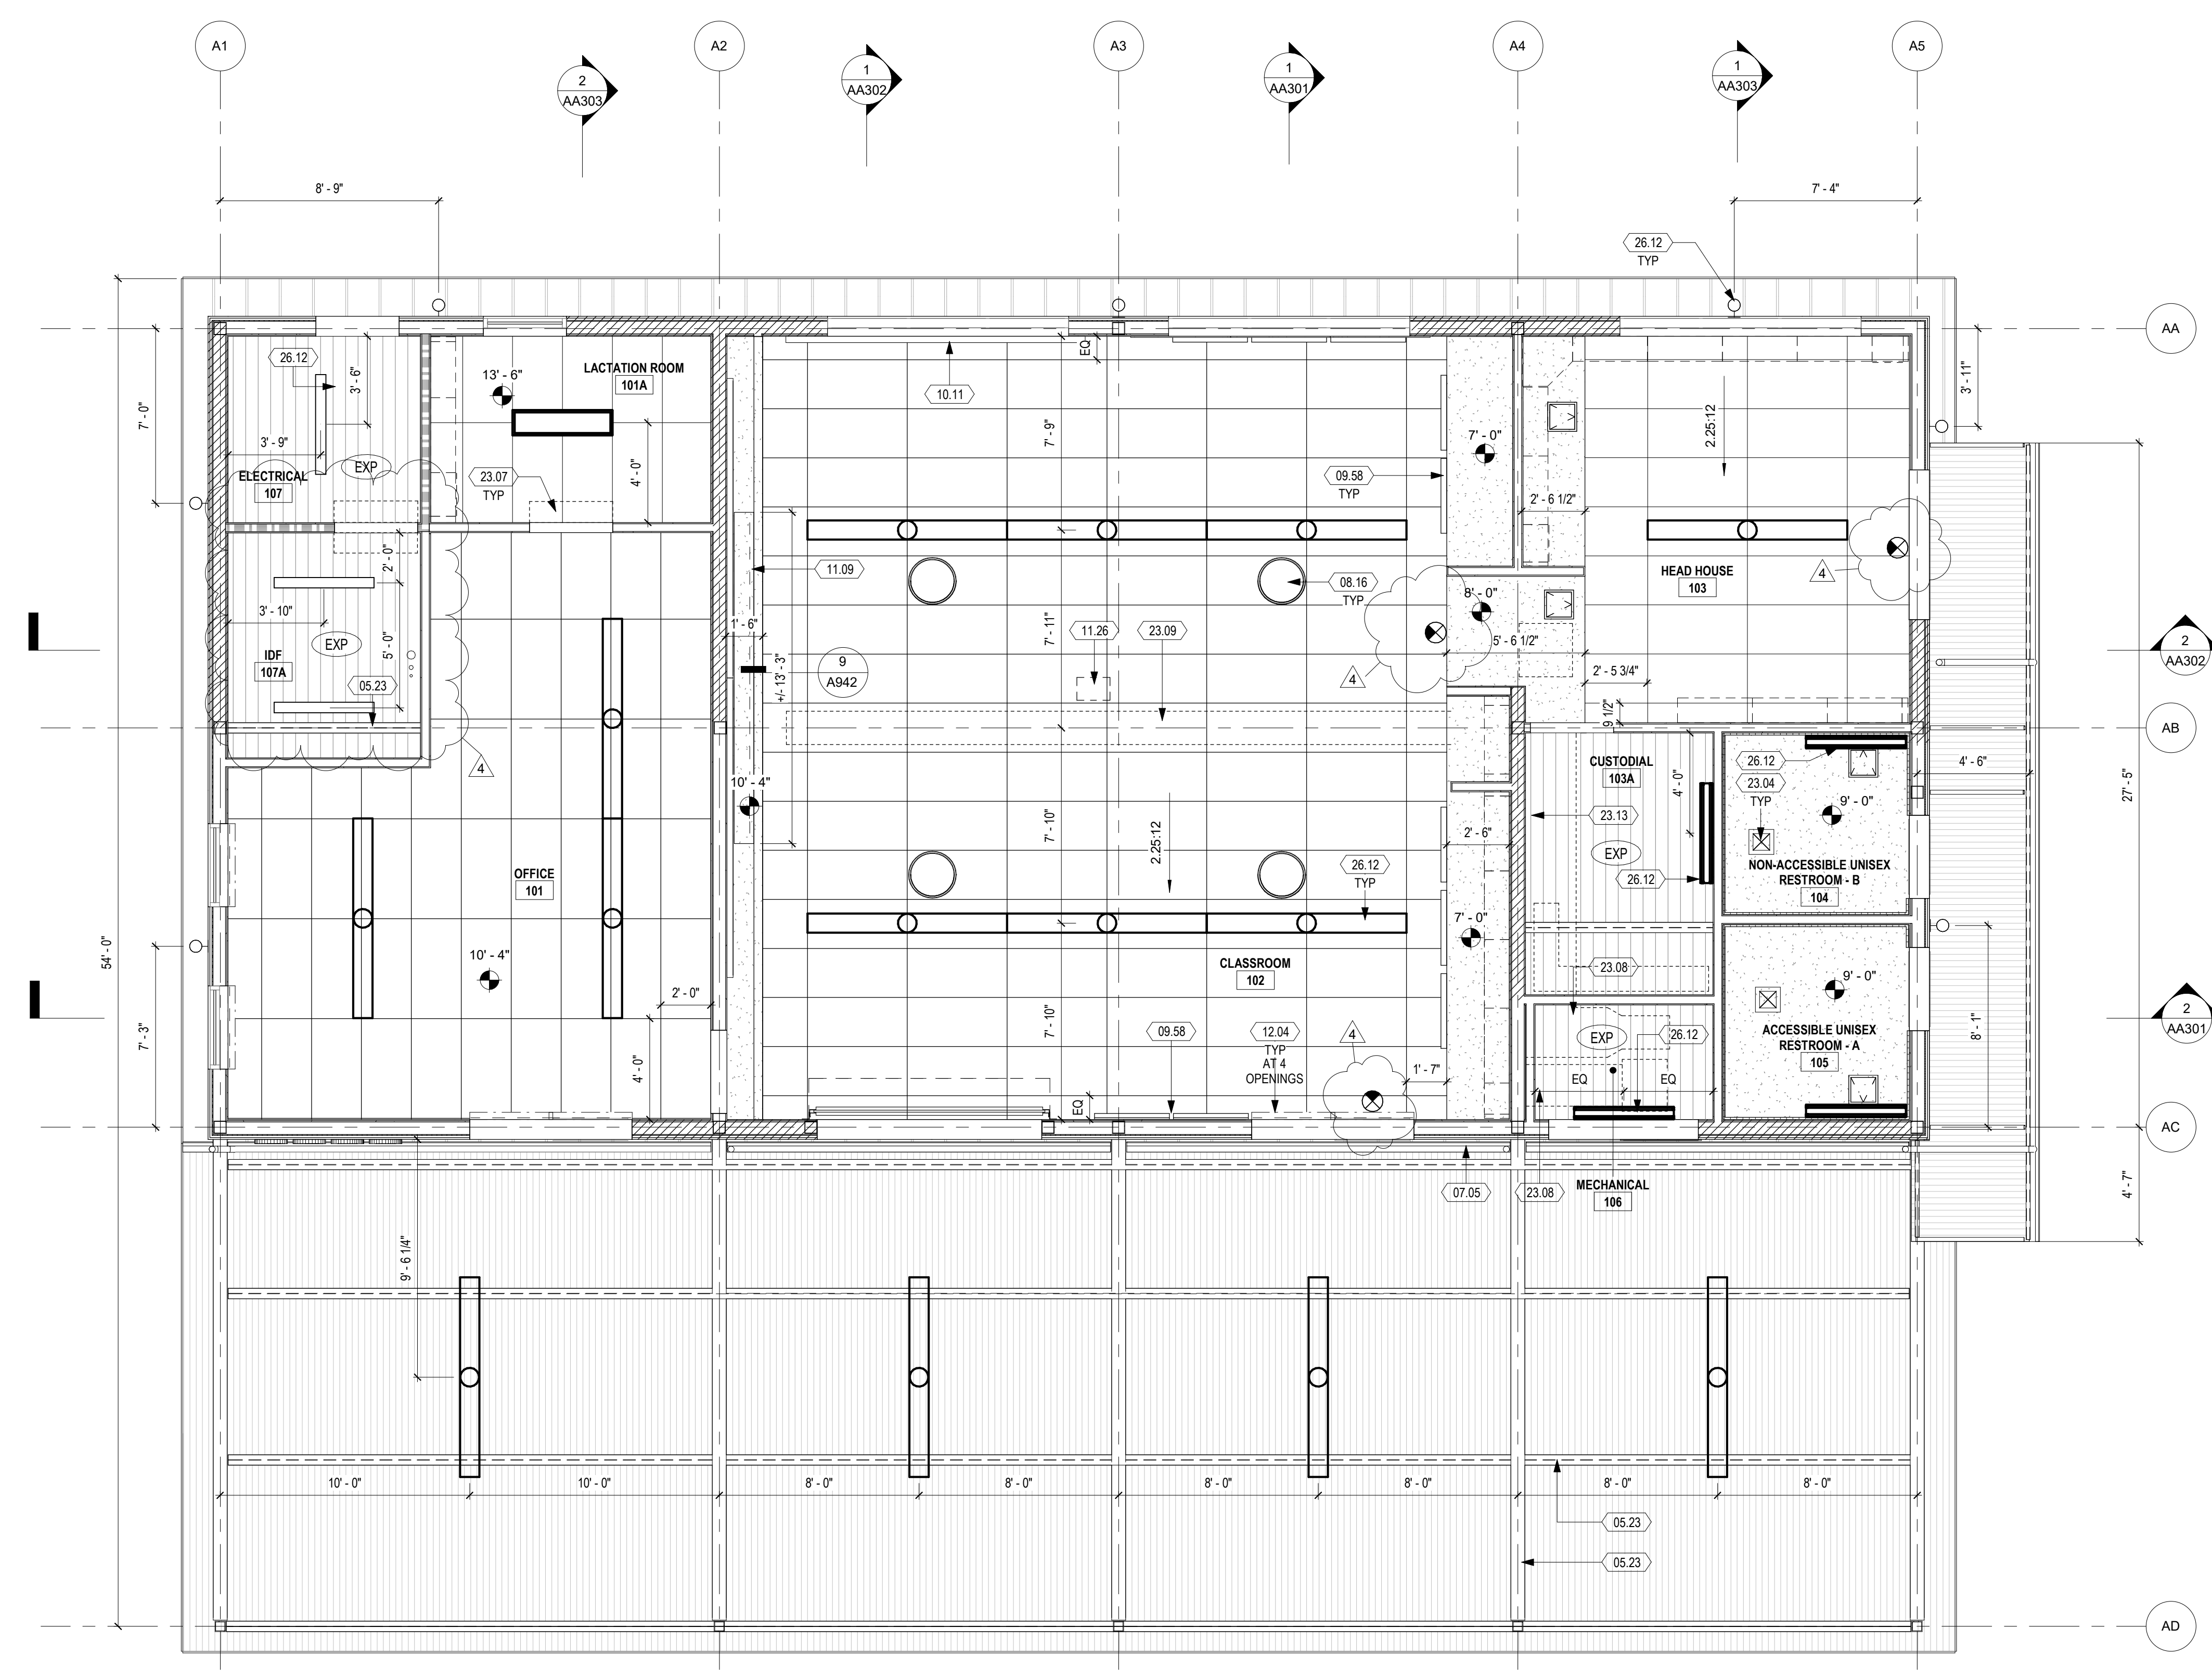 A1
A2
A3
A4
A5
2
AA303
1
AA302
1
AA301
1
AA303
8' - 9"
7' - 4"
26.12
TYP
AA
26.12
3' - 6"
3' - 9"
EXP
ELECTRICAL
107
7' - 0"
13' - 6"
LACTATION ROOM
101A
23.07
TYP
4' - 0"
EQ
10.11
7' - 9"
7' - 0"
09.58
TYP
2.25:12
2' - 6 1/2"
3' - 11"
2' - 0"
3' - 10"
EXP
IDF
107A
5' - 0"
05.23
4
11.09
1' - 6"
+/- 13' - 3"
9
A942
08.16
TYP
7' - 11"
11.26
23.09
4
8' - 0"
5' - 6 1/2"
HEAD HOUSE
103
4
2' - 5 3/4"
9 1/2"
2
AA302
AB
10' - 4"
7' - 10"
2.25:12
2' - 6"
CUSTODIAL
103A
4' - 0"
23.13
EXP
26.12
26.12
23.04
TYP
9' - 0"
NON-ACCESSIBLE UNISEX
RESTROOM - B
104
4' - 6"
27' - 5"
OFFICE
101
10' - 4"
2' - 0"
4' - 0"
54' - 0"
7' - 3"
26.12
TYP
7' - 0"
CLASSROOM
102
7' - 10"
09.58
12.04
TYP
AT 4
OPENINGS
4
1' - 7"
EQ
23.08
EXP
26.12
EQ
EQ
9' - 0"
ACCESSIBLE UNISEX
RESTROOM - A
105
8' - 1"
2
AA301
AC
07.05
23.08
MECHANICAL
106
4' - 7"
9' - 6 1/4"
10' - 0"
10' - 0"
8' - 0"
8' - 0"
8' - 0"
8' - 0"
8' - 0"
8' - 0"
05.23
05.23
AD